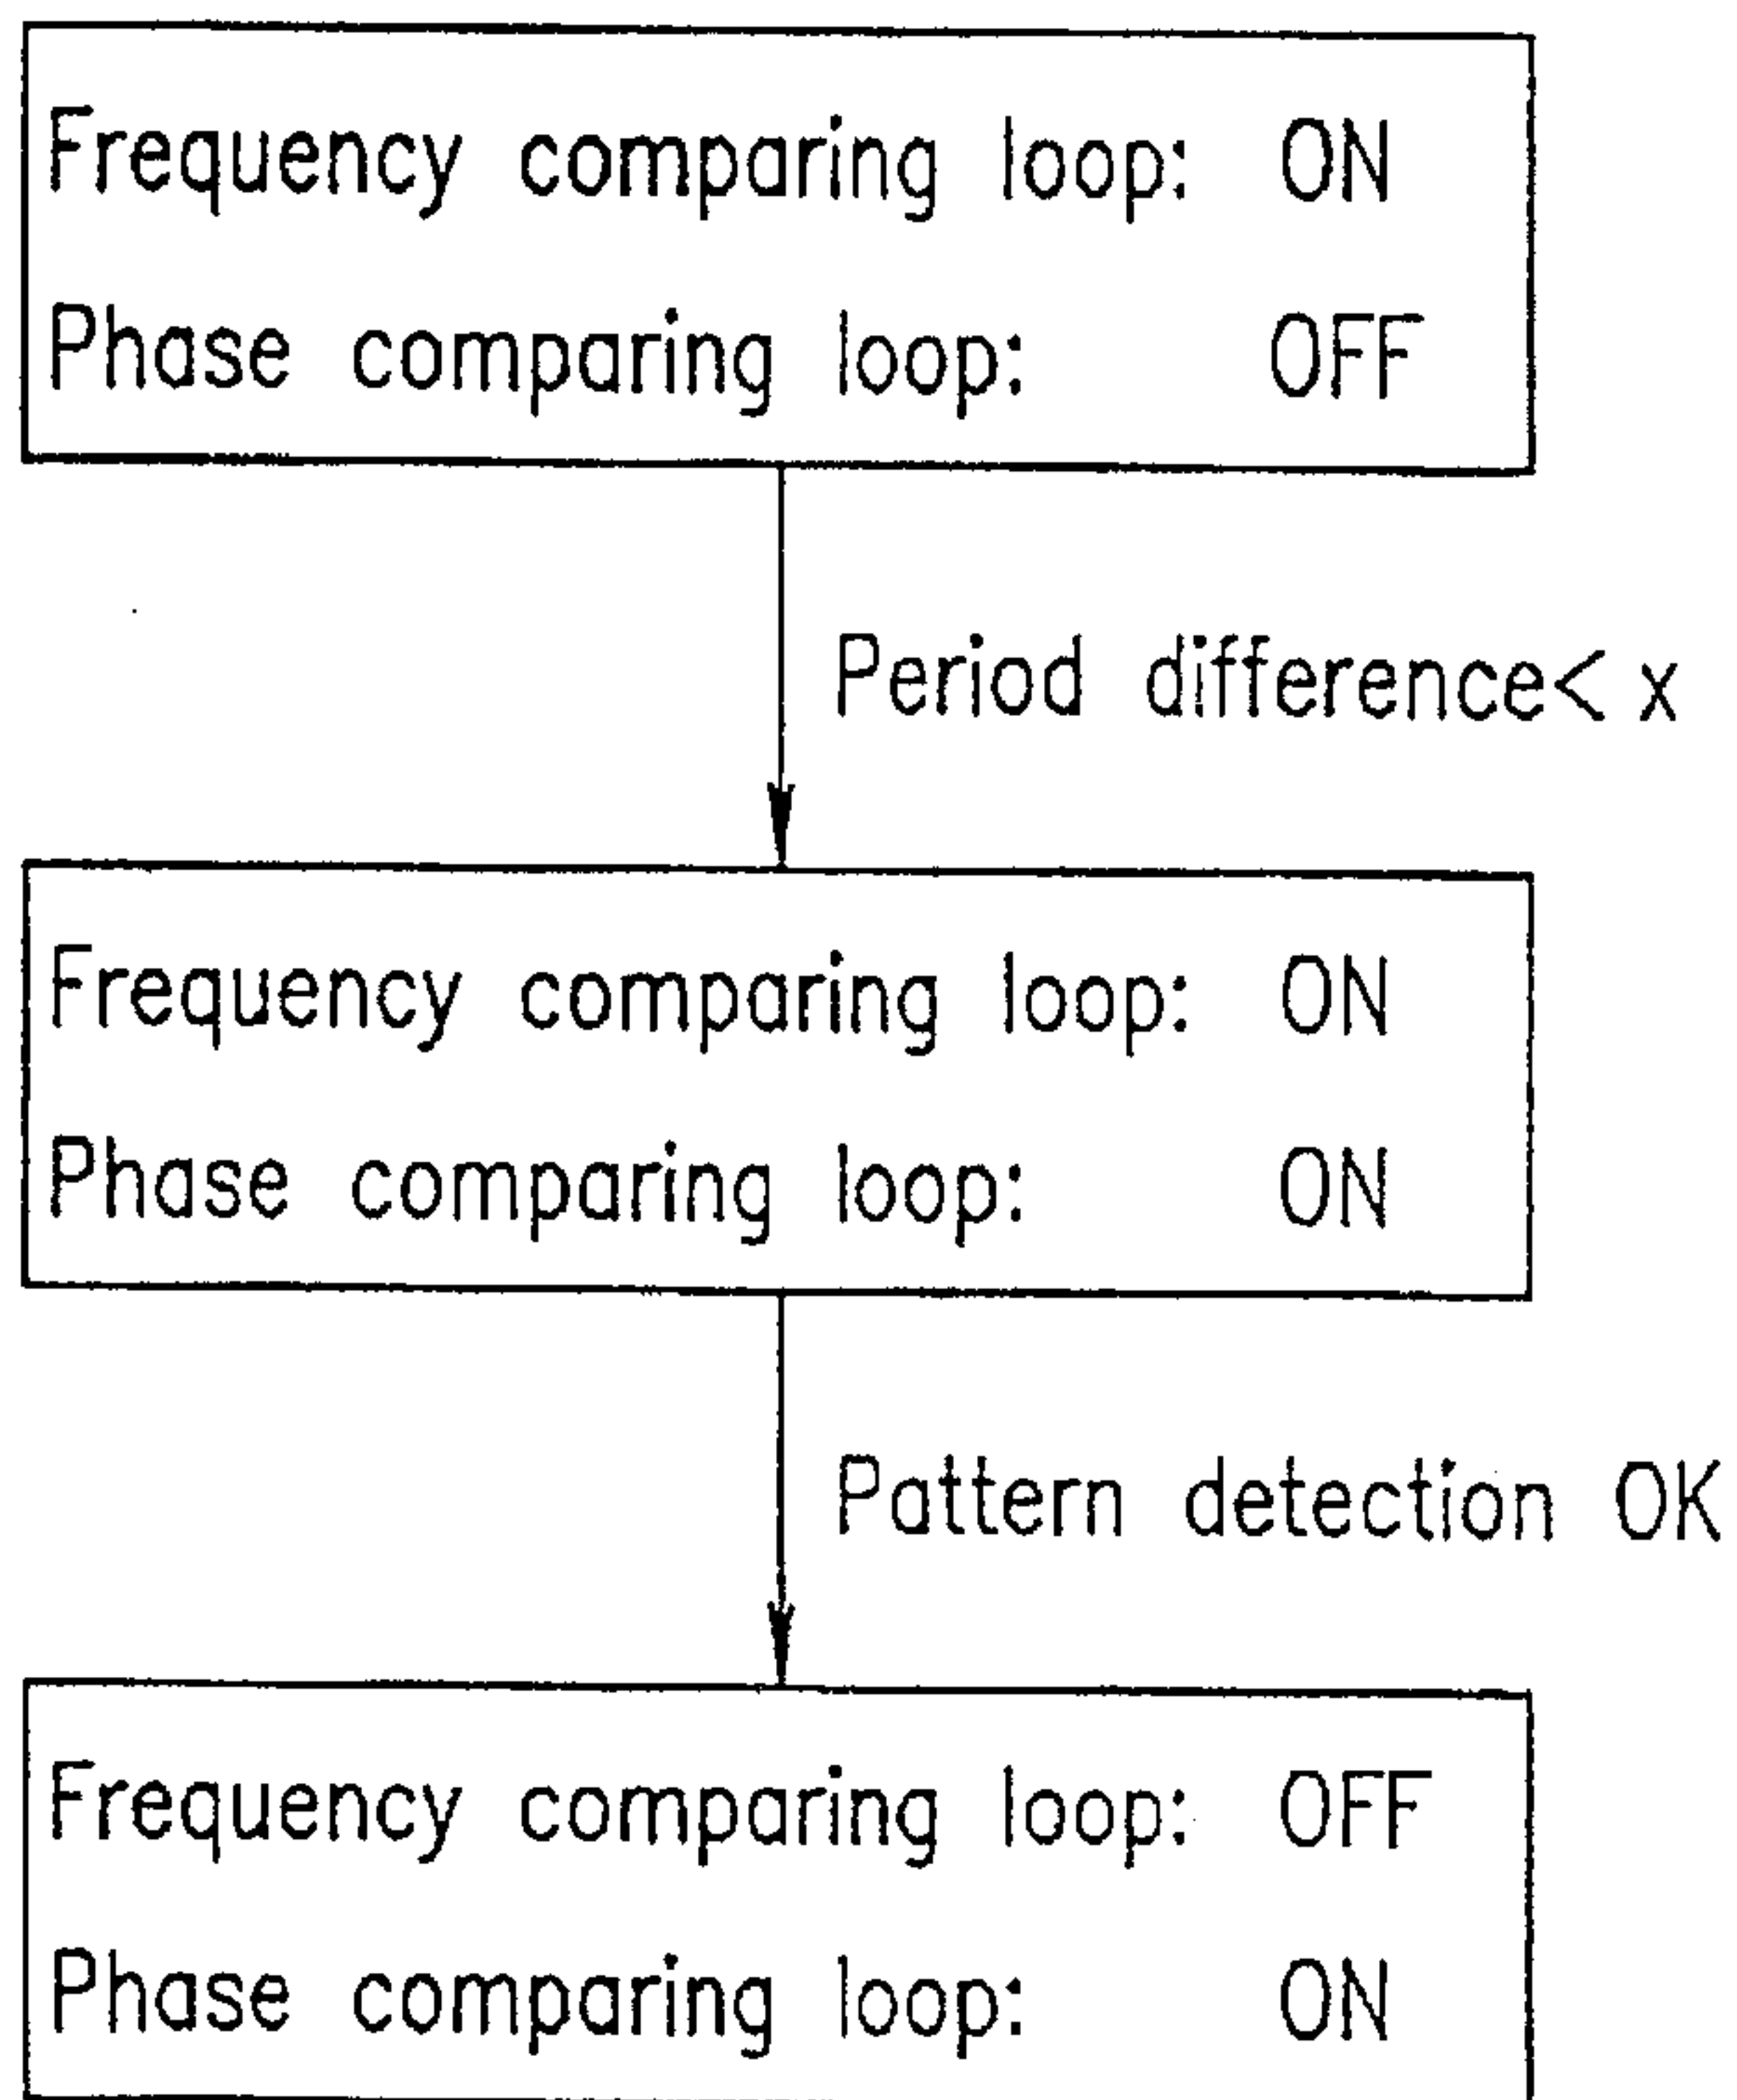 Frequency comparing loop: ON
Phase comparing loop: OFF
Period difference< x
Frequency comparing loop: ON
Phase comparing loop: ON
Pattern detection OK
Frequency comparing loop: OFF
Phase comparing loop: ON